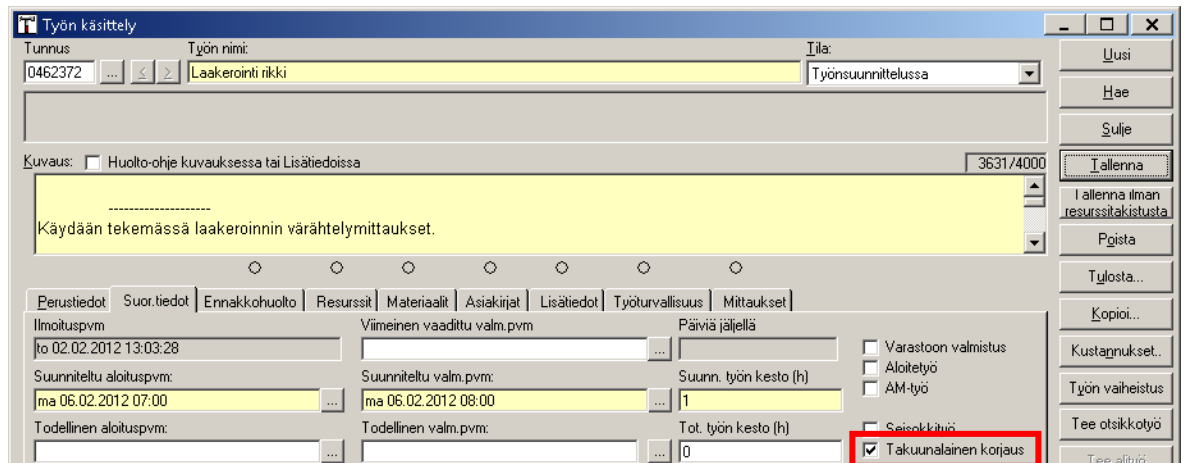 Työn käsittely
Tunnus Työn nimi: Tila:
0462372 ... < > Laakerointi rikki Työnsuunnittelussa
Uusi
Hae
Sulje
Kuvaus: Huolto-ohje kuvauksessa tai Lisätiedoissa 3631/4000
Tallenna
--------------------
Käydään tekemässä laakeroinnin värähtelymittaukset.
Tallenna ilman
resurssitakistusta
Poista
Tulosta...
Perustiedot Suor.tiedot Ennakkohuolto Resurssit Materiaalit Asiakirjat Lisätiedot Työturvallisuus Mittaukset
Kopioi...
Ilmoituspvm Viimeinen vaadittu valm.pvm Päiviä jäljellä
to 02.02.2012 13:03:28 ... Varastoon valmistus
Kustannukset..
Aloitetyö
Suunniteltu aloituspvm: Suunniteltu valm.pvm: Suunn. työn kesto (h) AM-työ
ma 06.02.2012 07:00 ... ma 06.02.2012 08:00 ... 1
Työn vaiheistus
Todellinen aloituspvm: Todellinen valm.pvm: Tot. työn kesto (h) Seisokkityö
Tee otsikkotyö
... ... 0 Takuunalainen korjaus
Tee alityö